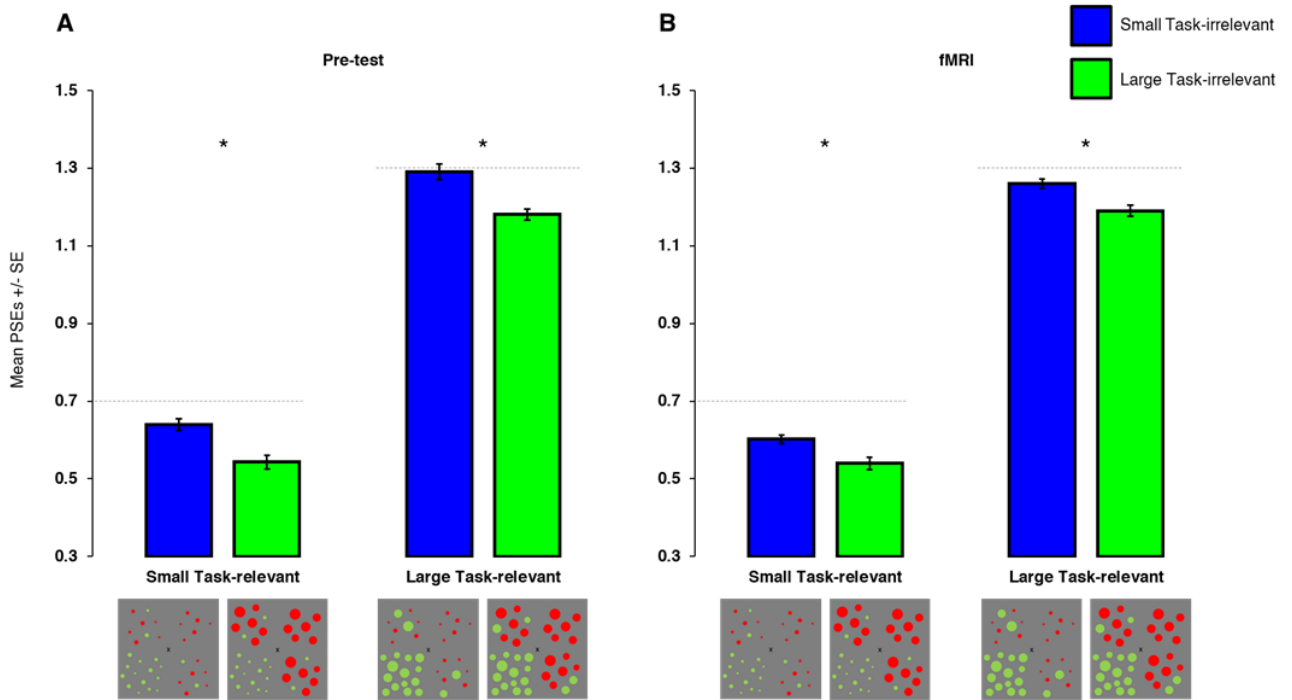 A
B
Small Task-irrelevant
Large Task-irrelevant
Pre-test
fMRI
Mean PSEs +/- SE
1.5
1.3
1.1
0.9
0.7
0.5
0.3
*
*
Small Task-relevant
Large Task-relevant
1.5
1.3
1.1
0.9
0.7
0.5
0.3
*
*
Small Task-relevant
Large Task-relevant
x
x
x
x
x
x
x
x